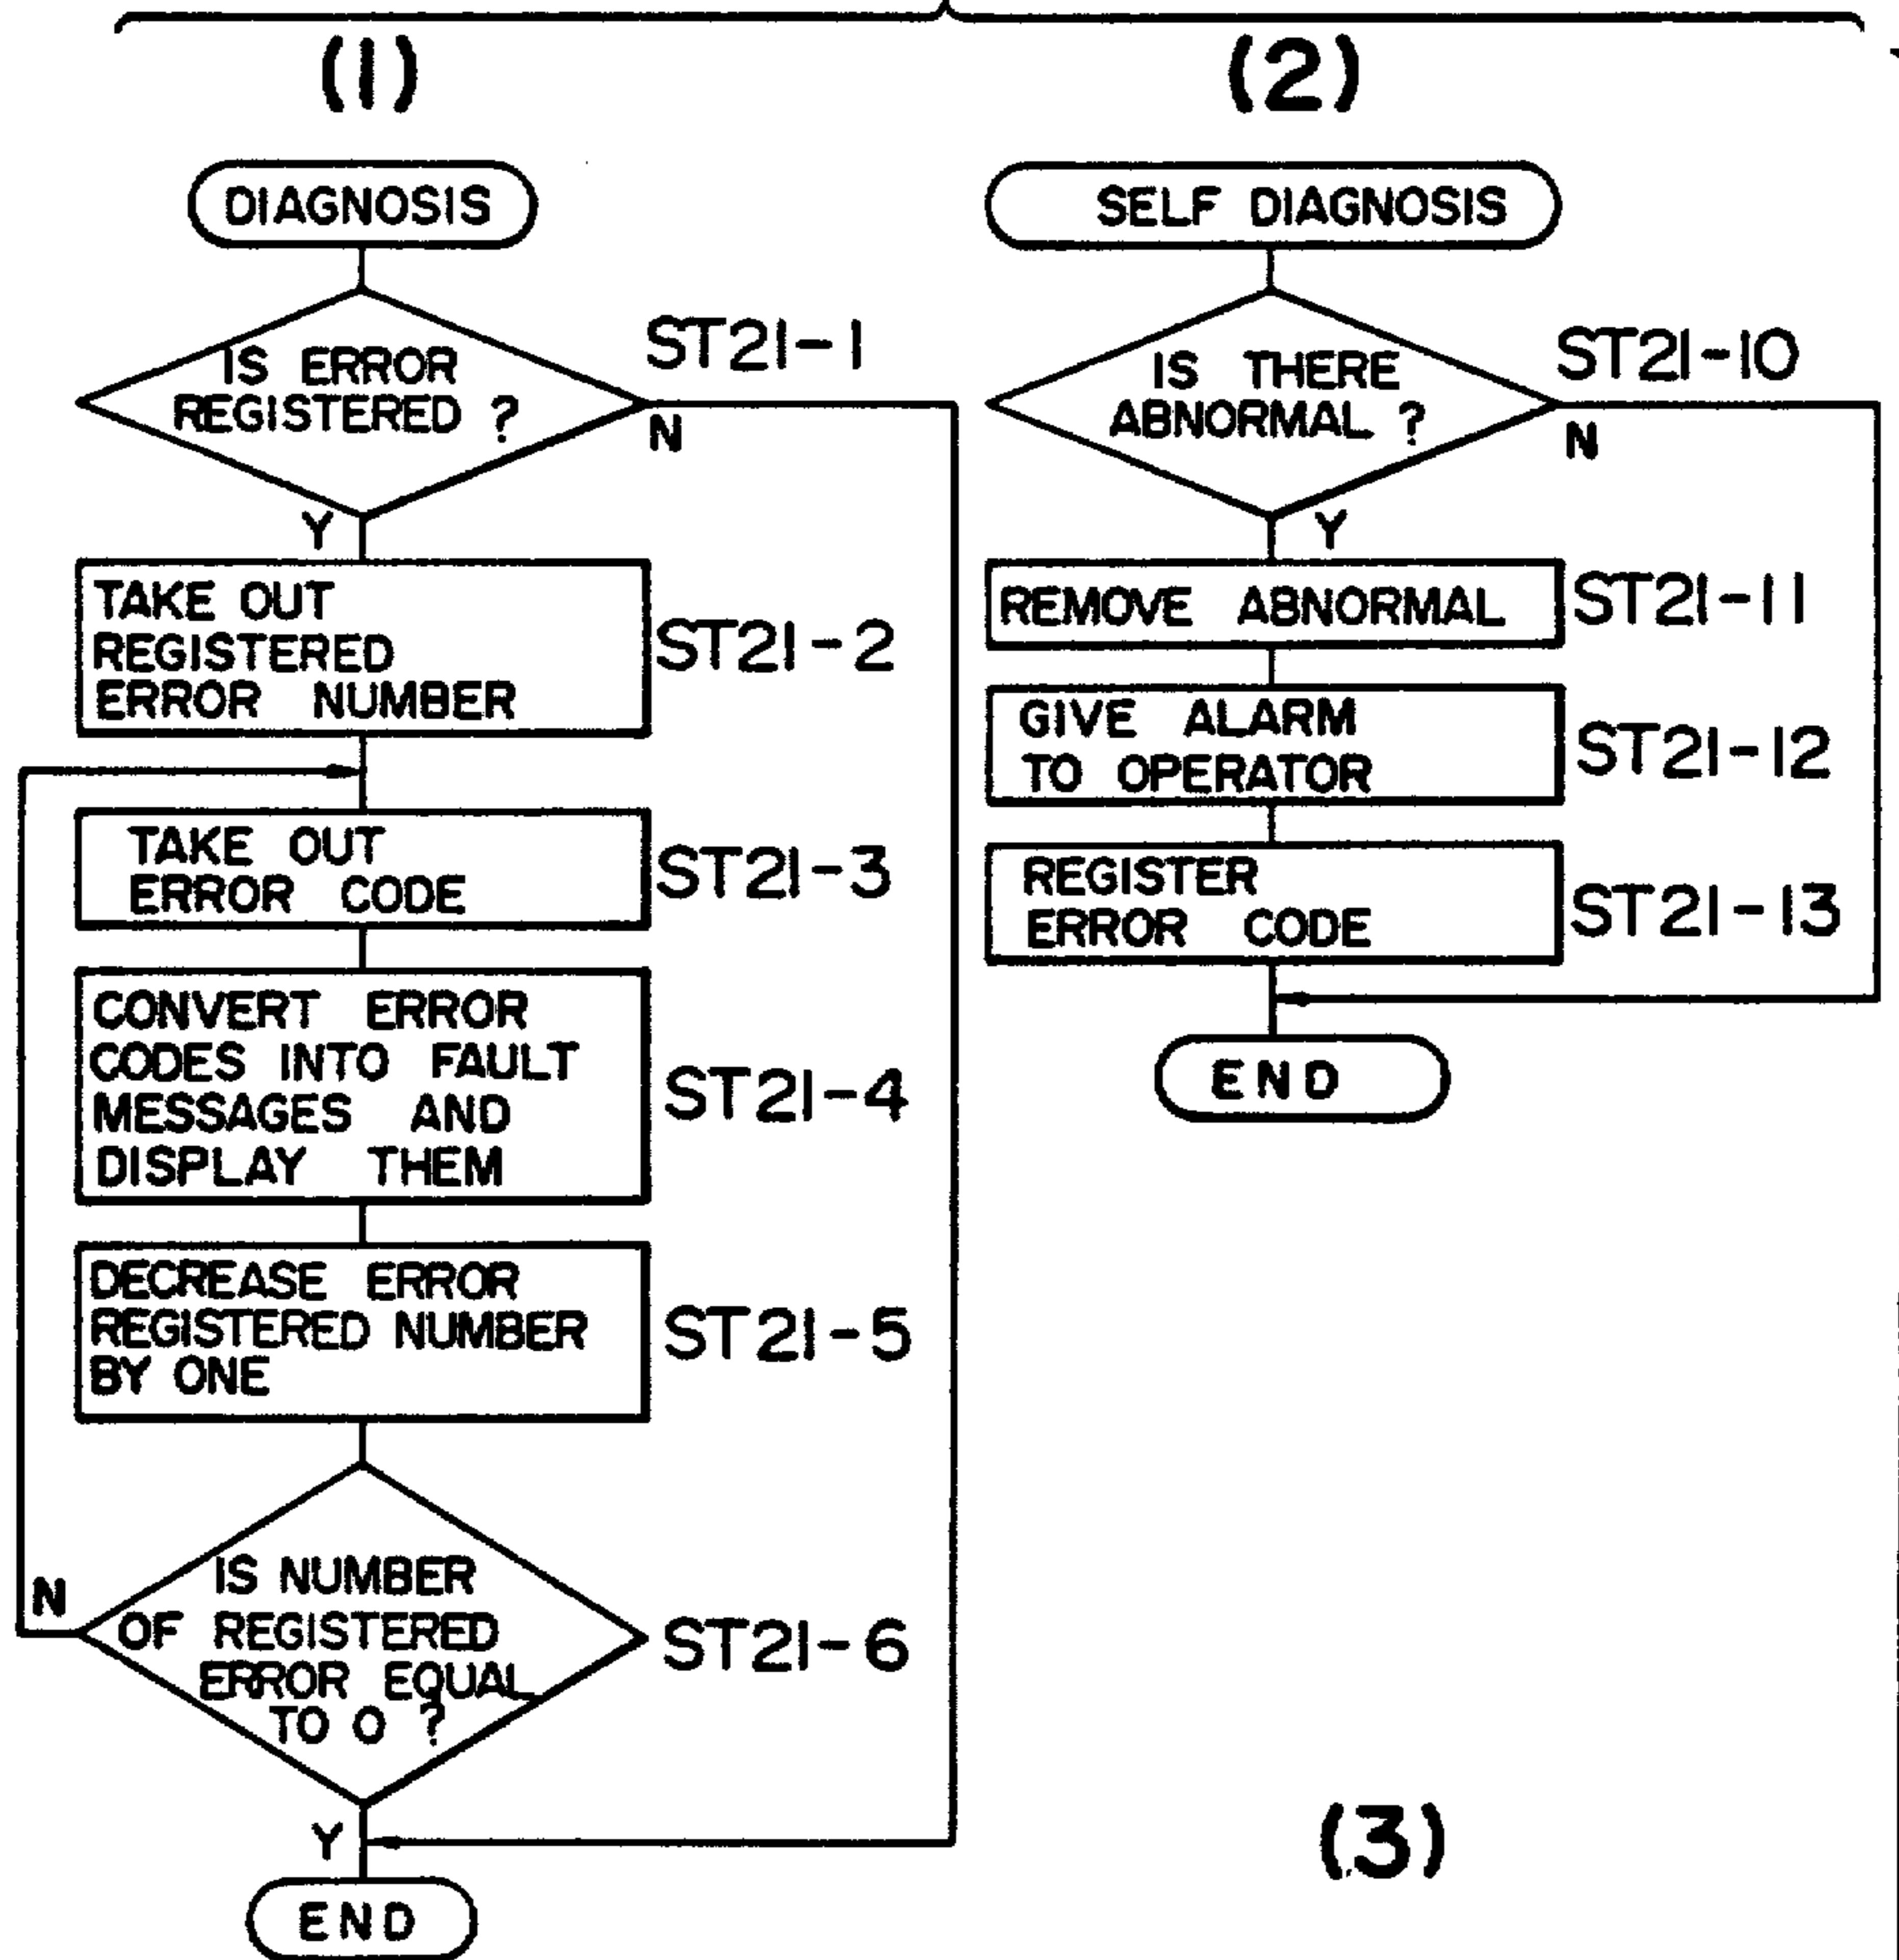 (1)
DIAGNOSIS
IS ERROR
REGISTERED ?
ST21-1
N
Y
TAKE OUT
REGISTERED
ERROR NUMBER
ST21-2
TAKE OUT
ERROR CODE
ST21-3
CONVERT ERROR
CODES INTO FAULT
MESSAGES AND
DISPLAY THEM
ST21-4
DECREASE ERROR
REGISTERED NUMBER
BY ONE
ST21-5
IS NUMBER
OF REGISTERED
ERROR EQUAL
TO 0 ?
ST21-6
N
Y
END
(2)
SELF DIAGNOSIS
IS THERE
ABNORMAL ?
ST21-10
N
Y
REMOVE ABNORMAL
ST21-11
GIVE ALARM
TO OPERATOR
ST21-12
REGISTER
ERROR CODE
ST21-13
END
(3)